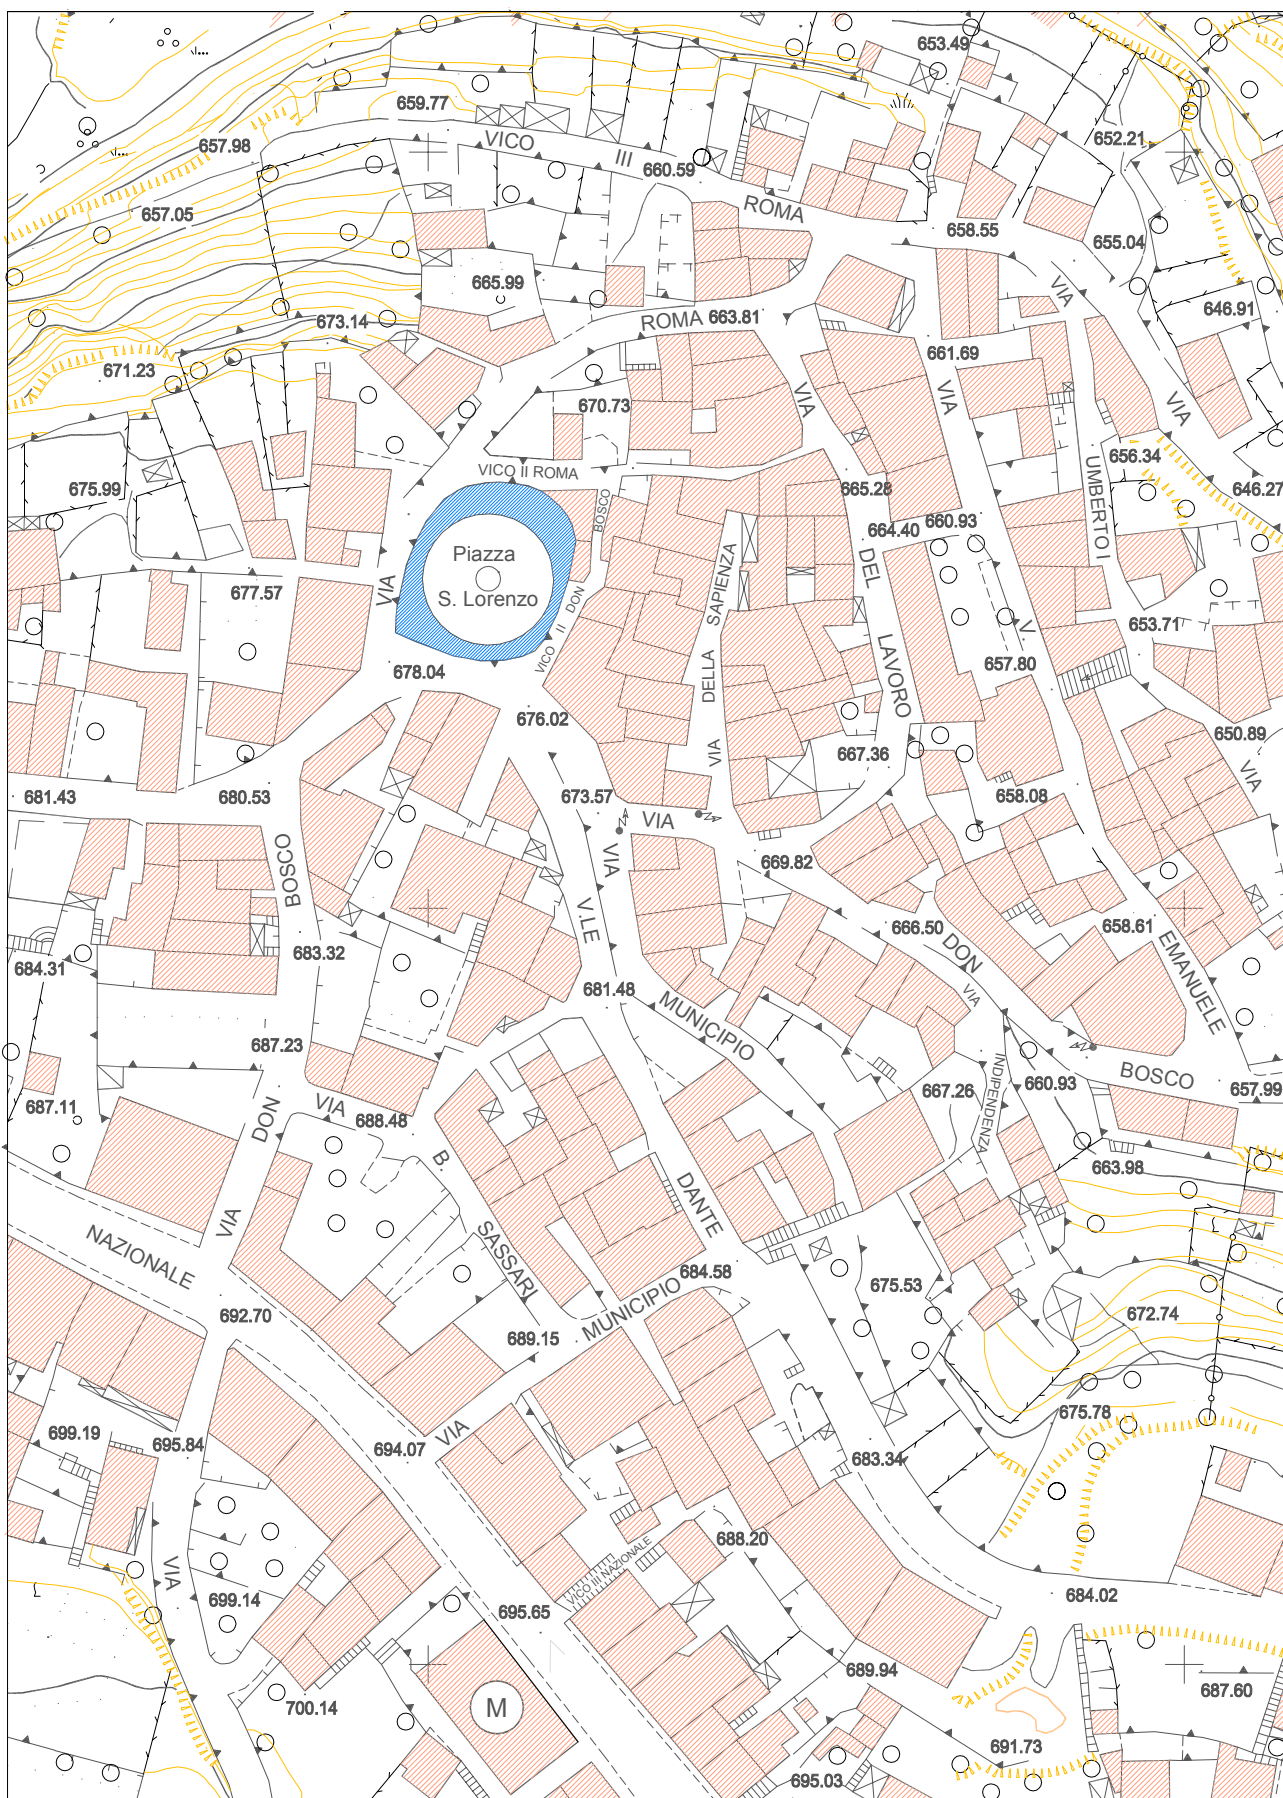 653.49
659.77
652.21
657.98
VICO
III
660.59
657.05
ROMA
658.55
655.04
665.99
VIA
646.91
673.14
ROMA
663.81
661.69
671.23
670.73
VIA
VIA
VIA
656.34
VICO II ROMA
675.99
665.28
646.27
BOSCO
664.40
660.93
UMBERTO I
Piazza
S. Lorenzo
677.57
VIA
DEL
SAPIENZA
VICO II DON
653.71
V.
678.04
657.80
DELLA
LAVORO
676.02
650.89
667.36
VIA
VIA
681.43
680.53
673.57
658.08
VIA
VIA
669.82
BOSCO
V.LE
666.50
658.61
683.32
DON
EMANUELE
684.31
681.48
VIA
MUNICIPIO
687.23
INDIPENDENZA
BOSCO
660.93
657.99
687.11
VIA
667.26
DON
688.48
B.
663.98
DANTE
VIA
NAZIONALE
SASSARI
684.58
675.53
692.70
MUNICIPIO
672.74
689.15
675.78
699.19
695.84
694.07
VIA
683.34
688.20
VIA
VICO III NAZIONALE
699.14
684.02
695.65
689.94
687.60
700.14
M
691.73
695.03